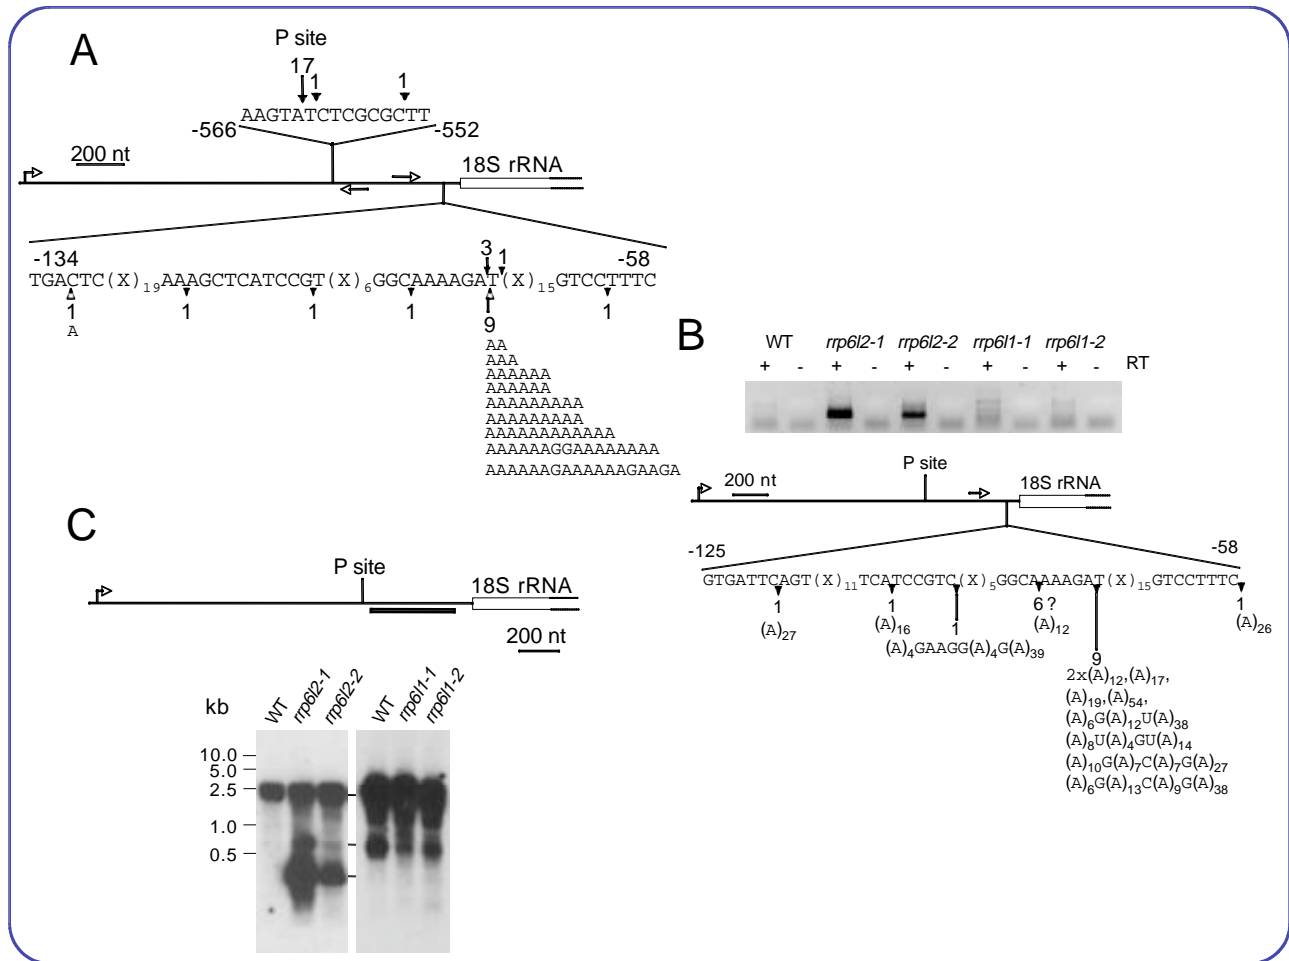 A
P site
17
1
1
AAGTATCTCGCGCTT
-566
-552
200 nt
18S rRNA
-134
-58
3
1
TGACTC(X)19AAAGCTCATCCGT(X)6GGCAAAAGAT(X)15GTCCTTTC
1
1
1
1
9
1
A
AA
AAA
AAAAAA
AAAAAA
AAAAAAAAA
AAAAAAAAA
AAAAAAAAAAAA
AAAAAAGGAAAAAAAA
AAAAAAGAAAAAAGAAGA
B
WT rrp6l2-1 rrp6l2-2 rrp6l1-1 rrp6l1-2
+ - + - + - + - + - RT
P site
200 nt
18S rRNA
-125
-58
GTGATTCAGT(X)11TCATCCGTC(X)5GGCAAAAGAT(X)15GTCCTTTC
1
(A)27
1
(A)16
1
(A)4GAAGG(A)4G(A)39
6 ?
(A)12
9
2x(A)12,(A)17,
(A)19,(A)54,
(A)6G(A)12U(A)38
(A)8U(A)4GU(A)14
(A)10G(A)7C(A)7G(A)27
(A)6G(A)13C(A)9G(A)38
1
(A)26
C
P site
18S rRNA
200 nt
kb
WT rrp6l2-1 rrp6l2-2 WT rrp6l1-1 rrp6l1-2
10.0
5.0
2.5
1.0
0.5